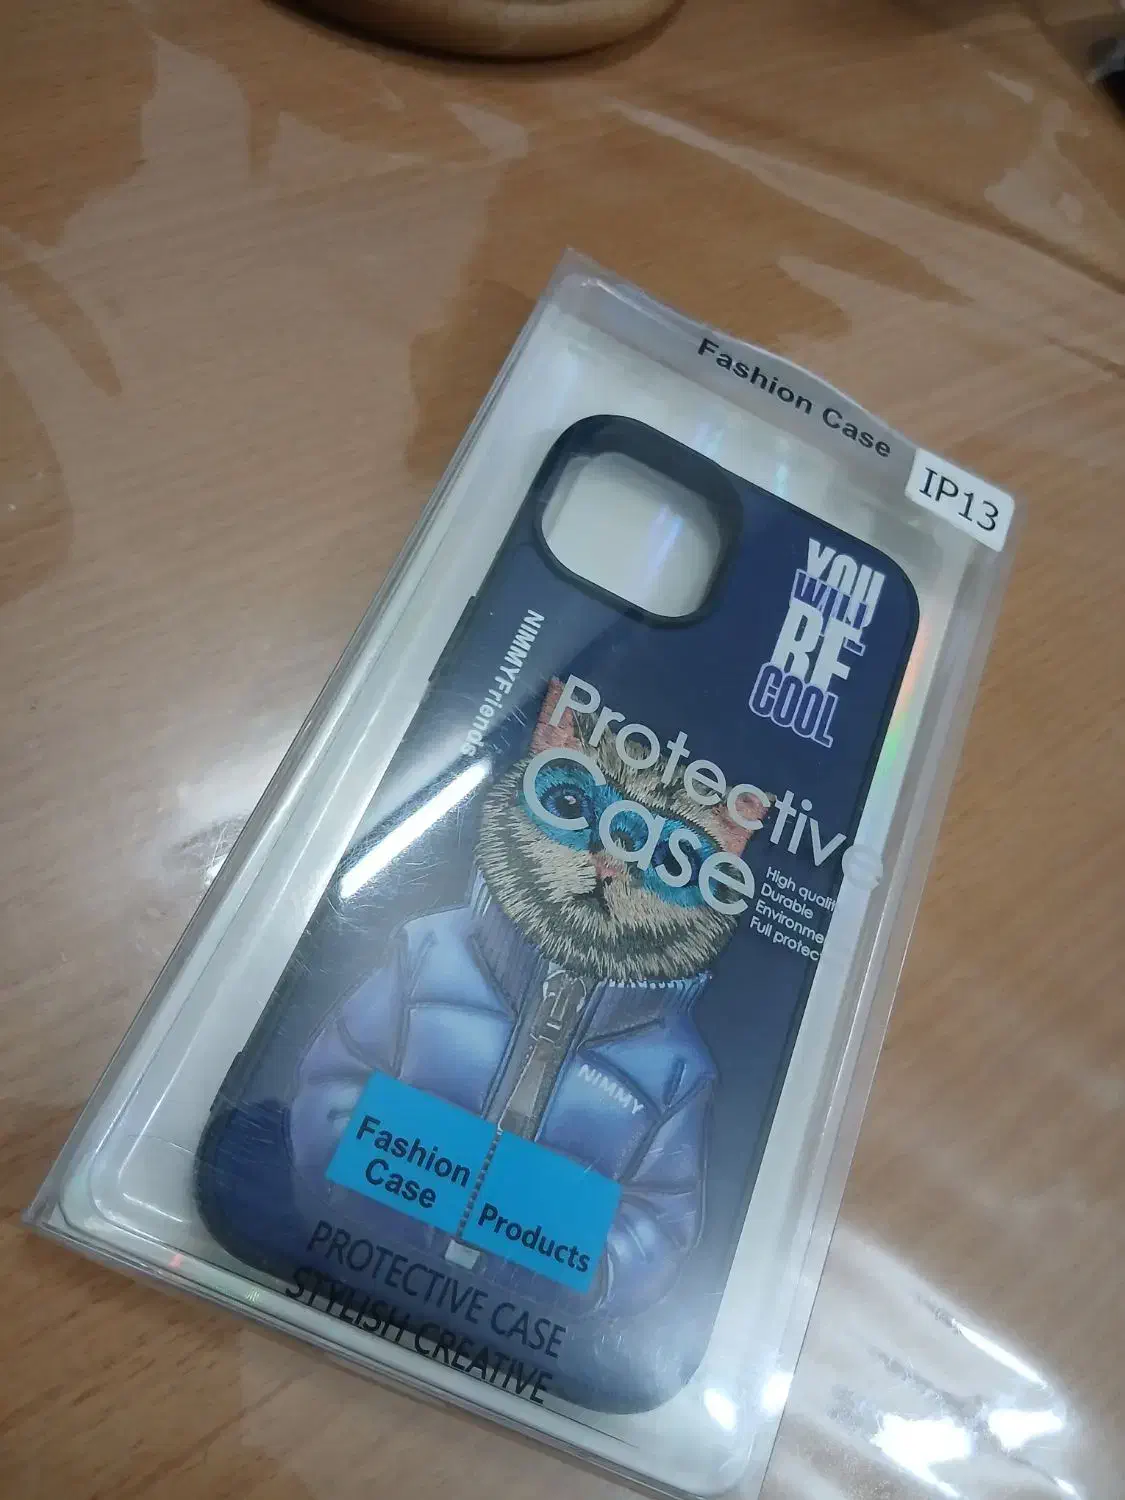 Fashion Case
IP13
YOU
WILL
BE
COOL
NIMMYFriends
Protective
Case
High quality
Durable
Full
NIMMY
Fashion
Case
Products
PROTECTIVE CASE
STYLISH CREATIVE